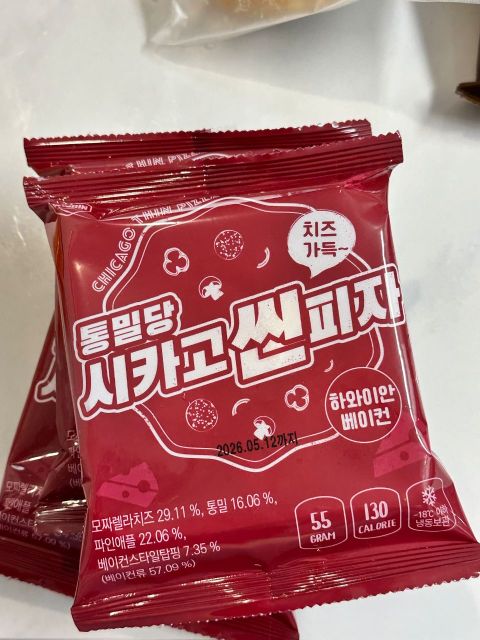 CHICAGO THIN PIZZA
치즈
가득~
통밀당
시카고 씬 피자
하와이안
베이컨
2026.05.12까지
모짜렐라치즈 29.11 %, 통밀 16.06 %,
파인애플 22.06 %,
베이컨스타일탑핑 7.35 %
(베이컨류 57.09 %)
55
GRAM
130
CALORIE
-18℃ 이하
냉동보관